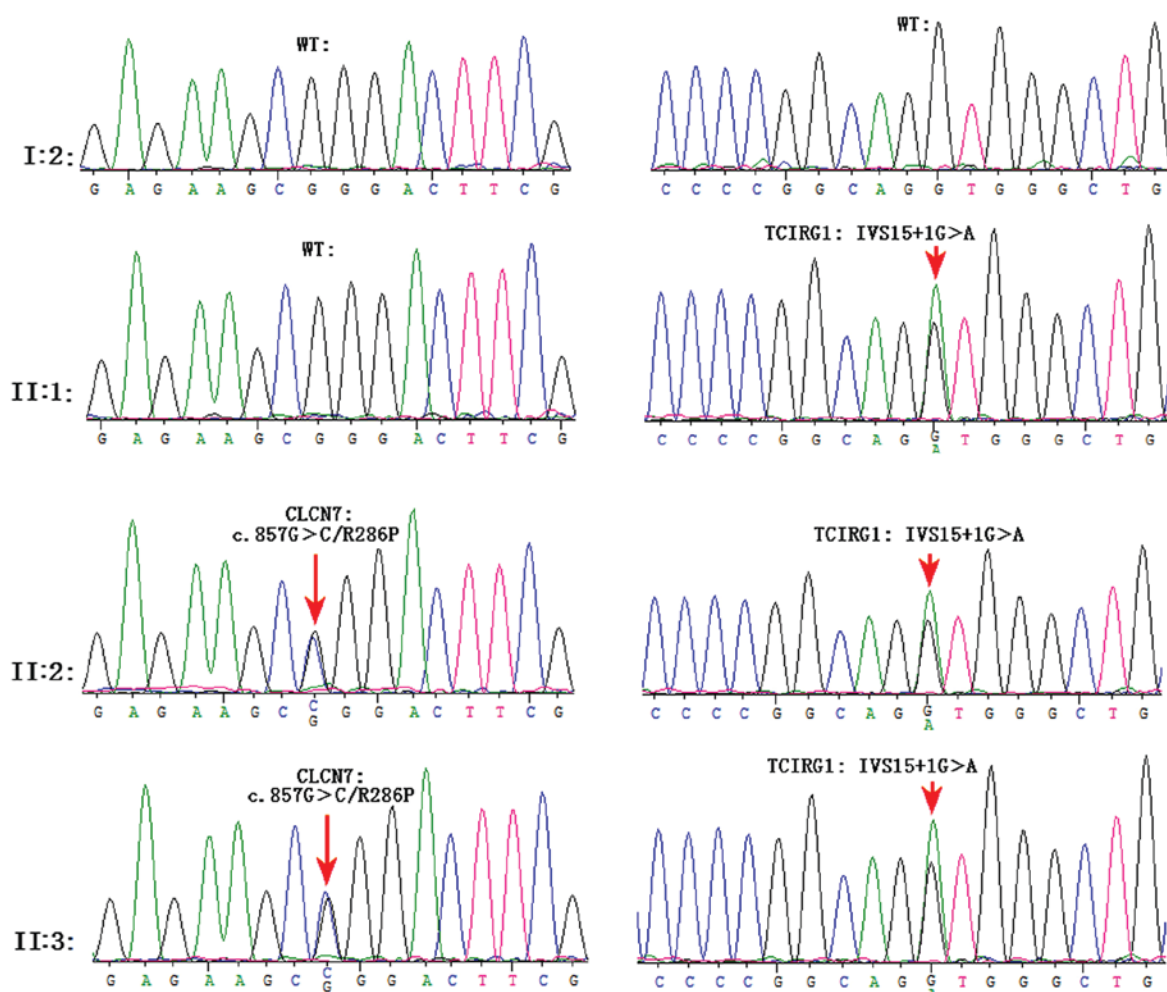 WT:
WT:
I:2:
G A G A A G C G G G A C T T C G
C C C C G G C A G G T G G G C T G
WT:
TCIRG1: IVS15+1G>A
II:1:
G A G A A G C G G G A C T T C G
C C C C G G C A G G T G G G C T G
A
CLCN7:
c.857G>C/R286P
TCIRG1: IVS15+1G>A
II:2:
G A G A A G C C G G A C T T C G
G
C C C C G G C A G G T G G G C T G
A
CLCN7:
c.857G>C/R286P
TCIRG1: IVS15+1G>A
II:3:
G A G A A G C C G G A C T T C G
G
C C C C G G C A G G T G G G C T G
A